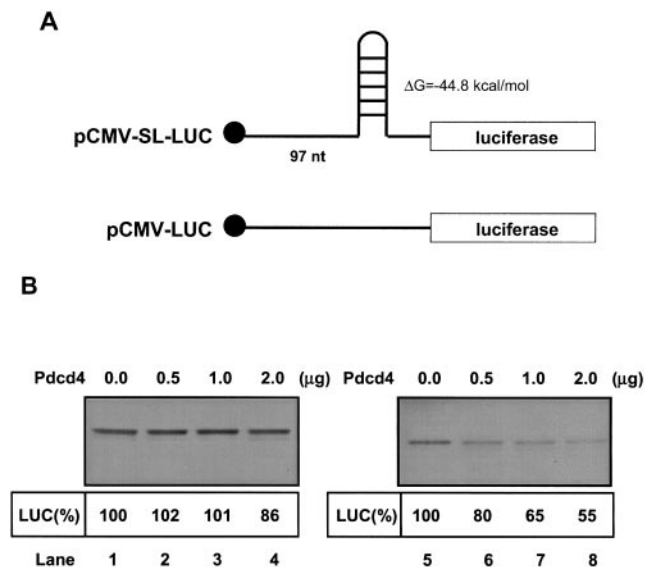 A
ΔG=-44.8 kcal/mol
pCMV-SL-LUC
luciferase
97 nt
pCMV-LUC
luciferase
B
Pdcd4 0.0 0.5 1.0 2.0 (μg)
LUC(%) 100 102 101 86
Lane 1 2 3 4
Pdcd4 0.0 0.5 1.0 2.0 (μg)
LUC(%) 100 80 65 55
5 6 7 8